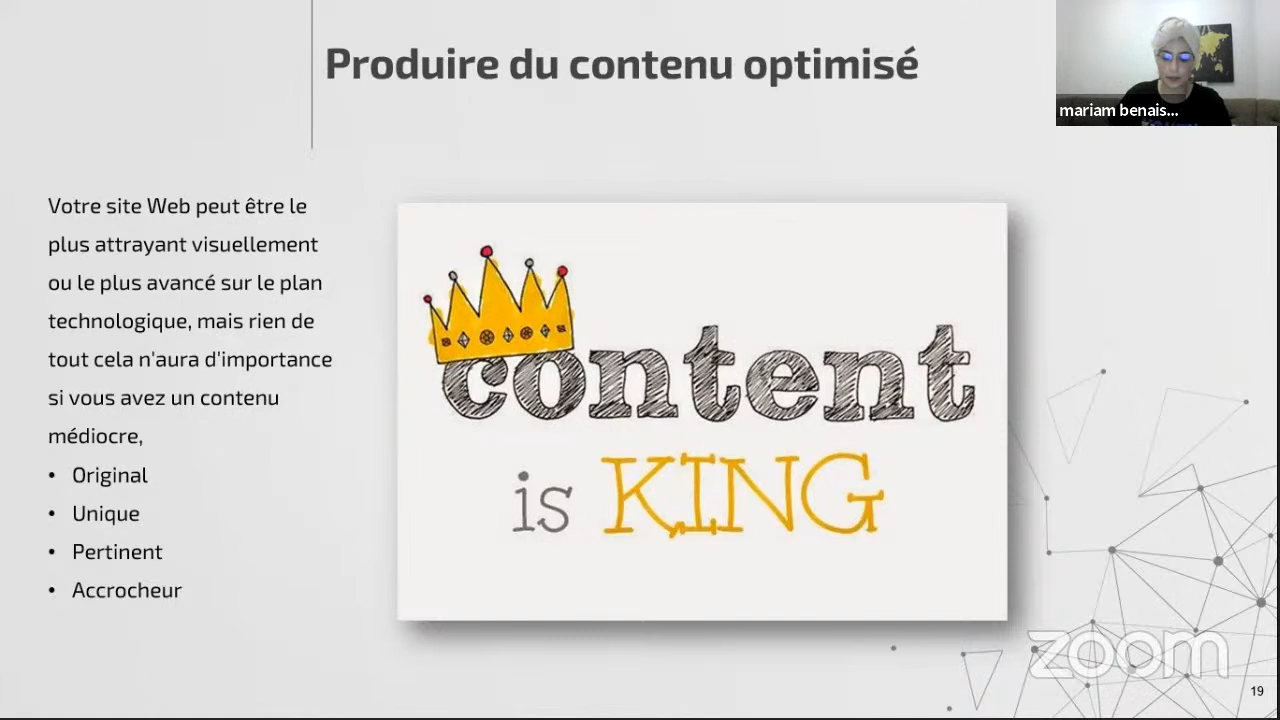 Produire du contenu optimisé
mariam benais...
Votre site Web peut être le
plus attrayant visuellement
ou le plus avancé sur le plan
technologique, mais rien de
tout cela n'aura d'importance
si vous avez un contenu
médiocre,
• Original
• Unique
• Pertinent
• Accrocheur
content
is KING
zoom
19